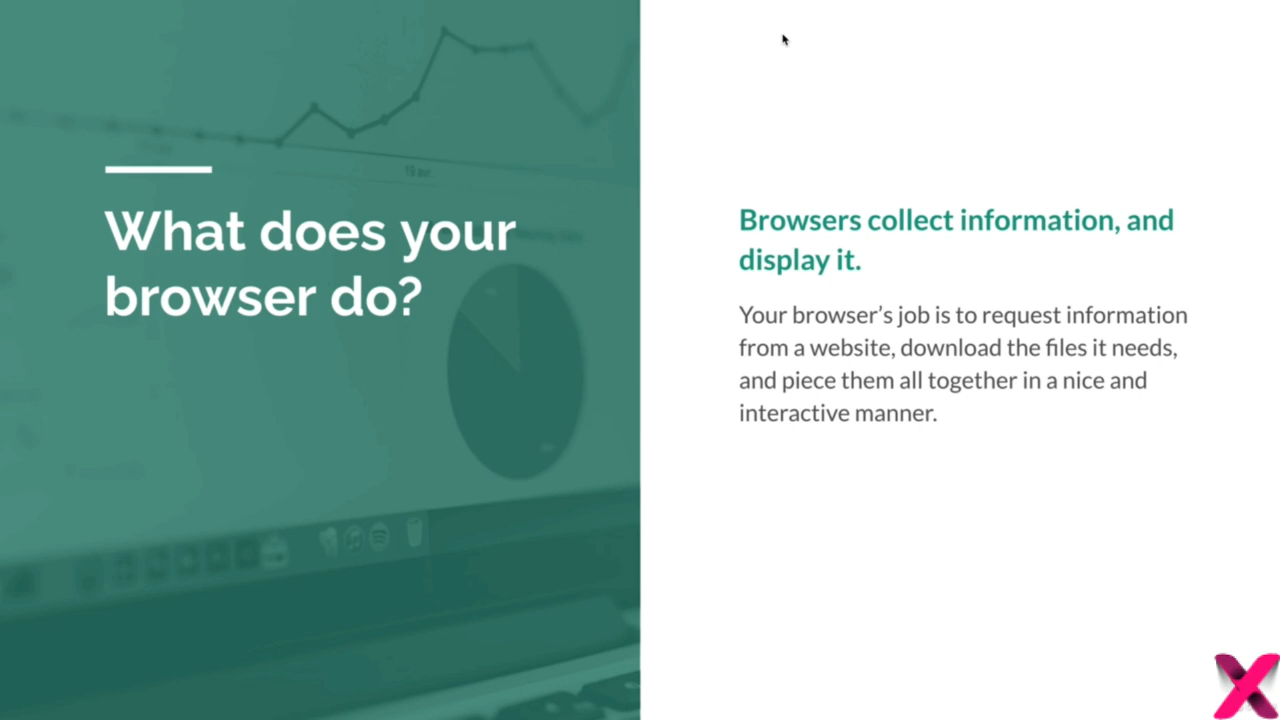 What does your
browser do?
Browsers collect information, and
display it.
Your browser’s job is to request information
from a website, download the files it needs,
and piece them all together in a nice and
interactive manner.